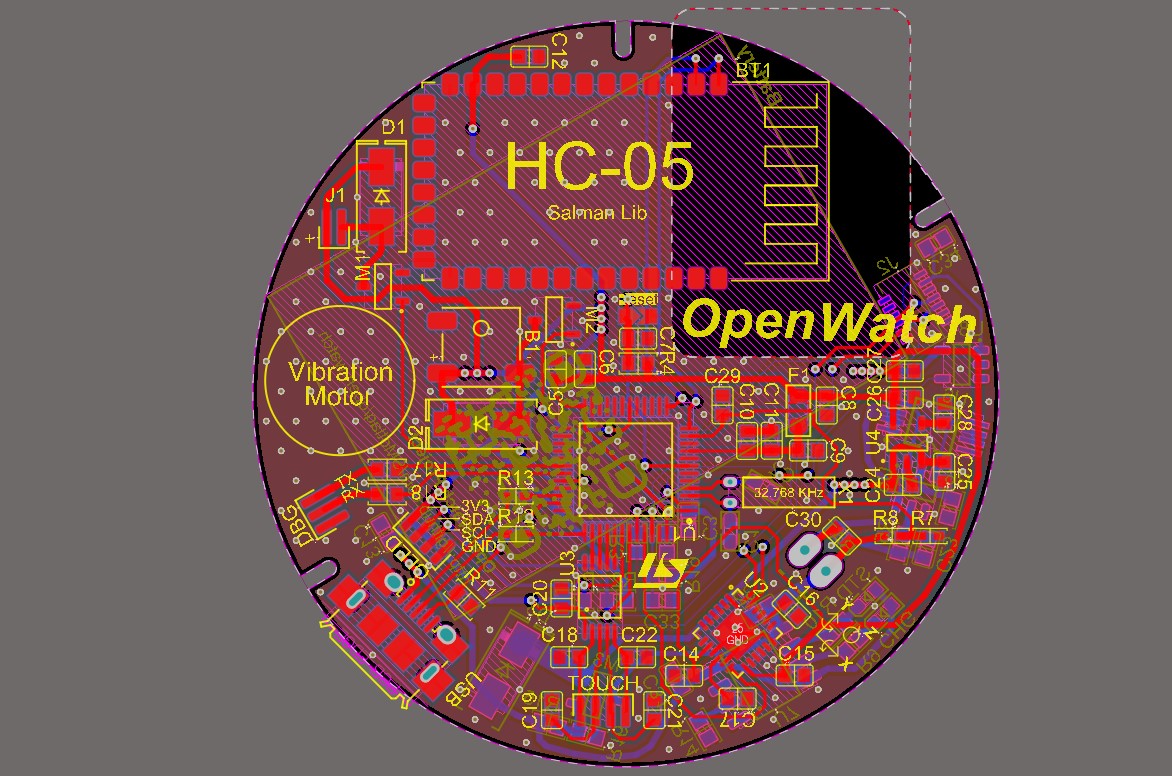 C12
BT1
D1
HC-05
J1
Salman Lib
+
M1
Reset
M2
OpenWatch
B1
C7
R4
C6
+
Vibration
Motor
C29
F1
C27
C5
C10
C11
C8
C26
C28
D2
C9
U4
R17
R13
C24
C25
32.768 KHz
3V3
SDA
SCL
GND
R12
DBG
U1
C30
R8
R7
U3
R1
U2
C20
C16
C33
GND
C18
C22
C14
C15
X
USB
TOUCH
C19
C21
C17